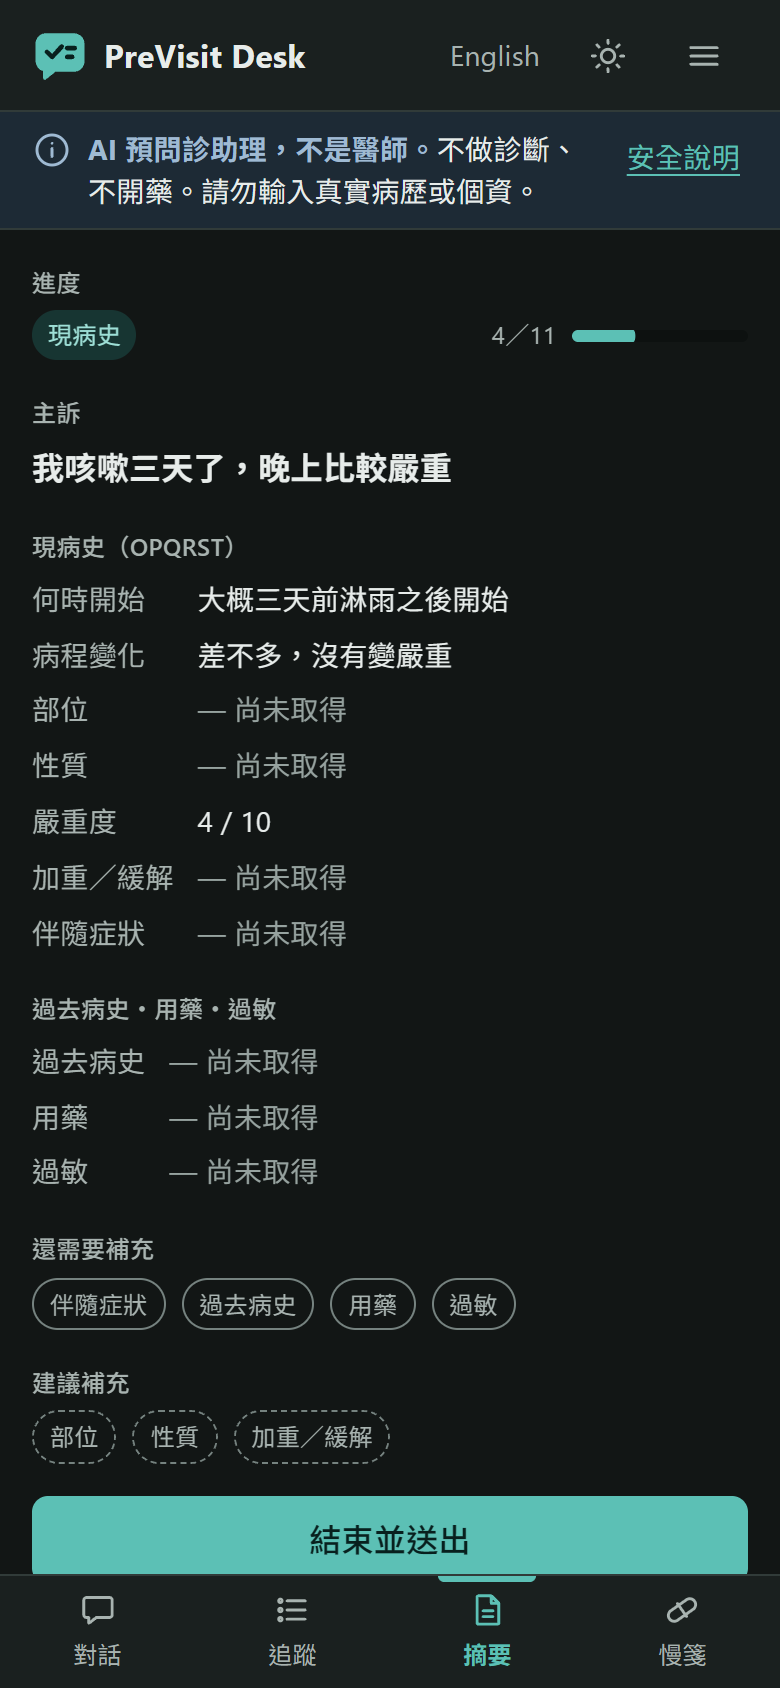 PreVisit Desk
English
AI 預問診助理，不是醫師。不做診斷、
不開藥。請勿輸入真實病歷或個資。
安全說明
進度
現病史
4／11
主訴
我咳嗽三天了，晚上比較嚴重
現病史（OPQRST）
何時開始 大概三天前淋雨之後開始
病程變化 差不多，沒有變嚴重
部位 — 尚未取得
性質 — 尚未取得
嚴重度 4 / 10
加重／緩解 — 尚未取得
伴隨症狀 — 尚未取得
過去病史・用藥・過敏
過去病史 — 尚未取得
用藥 — 尚未取得
過敏 — 尚未取得
還需要補充
伴隨症狀 過去病史 用藥 過敏
建議補充
部位 性質 加重／緩解
結束並送出
對話 追蹤 摘要 慢箋